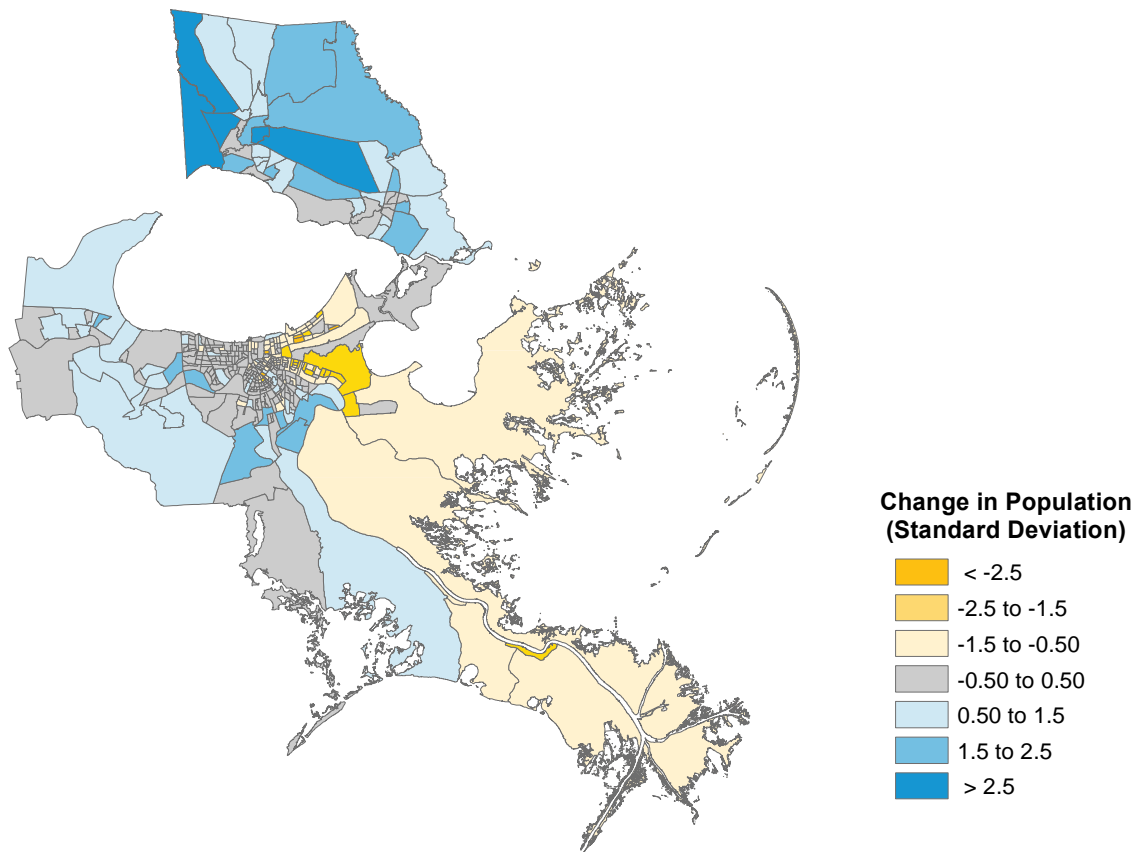 Change in Population
(Standard Deviation)
< -2.5
-2.5 to -1.5
-1.5 to -0.50
-0.50 to 0.50
0.50 to 1.5
1.5 to 2.5
> 2.5